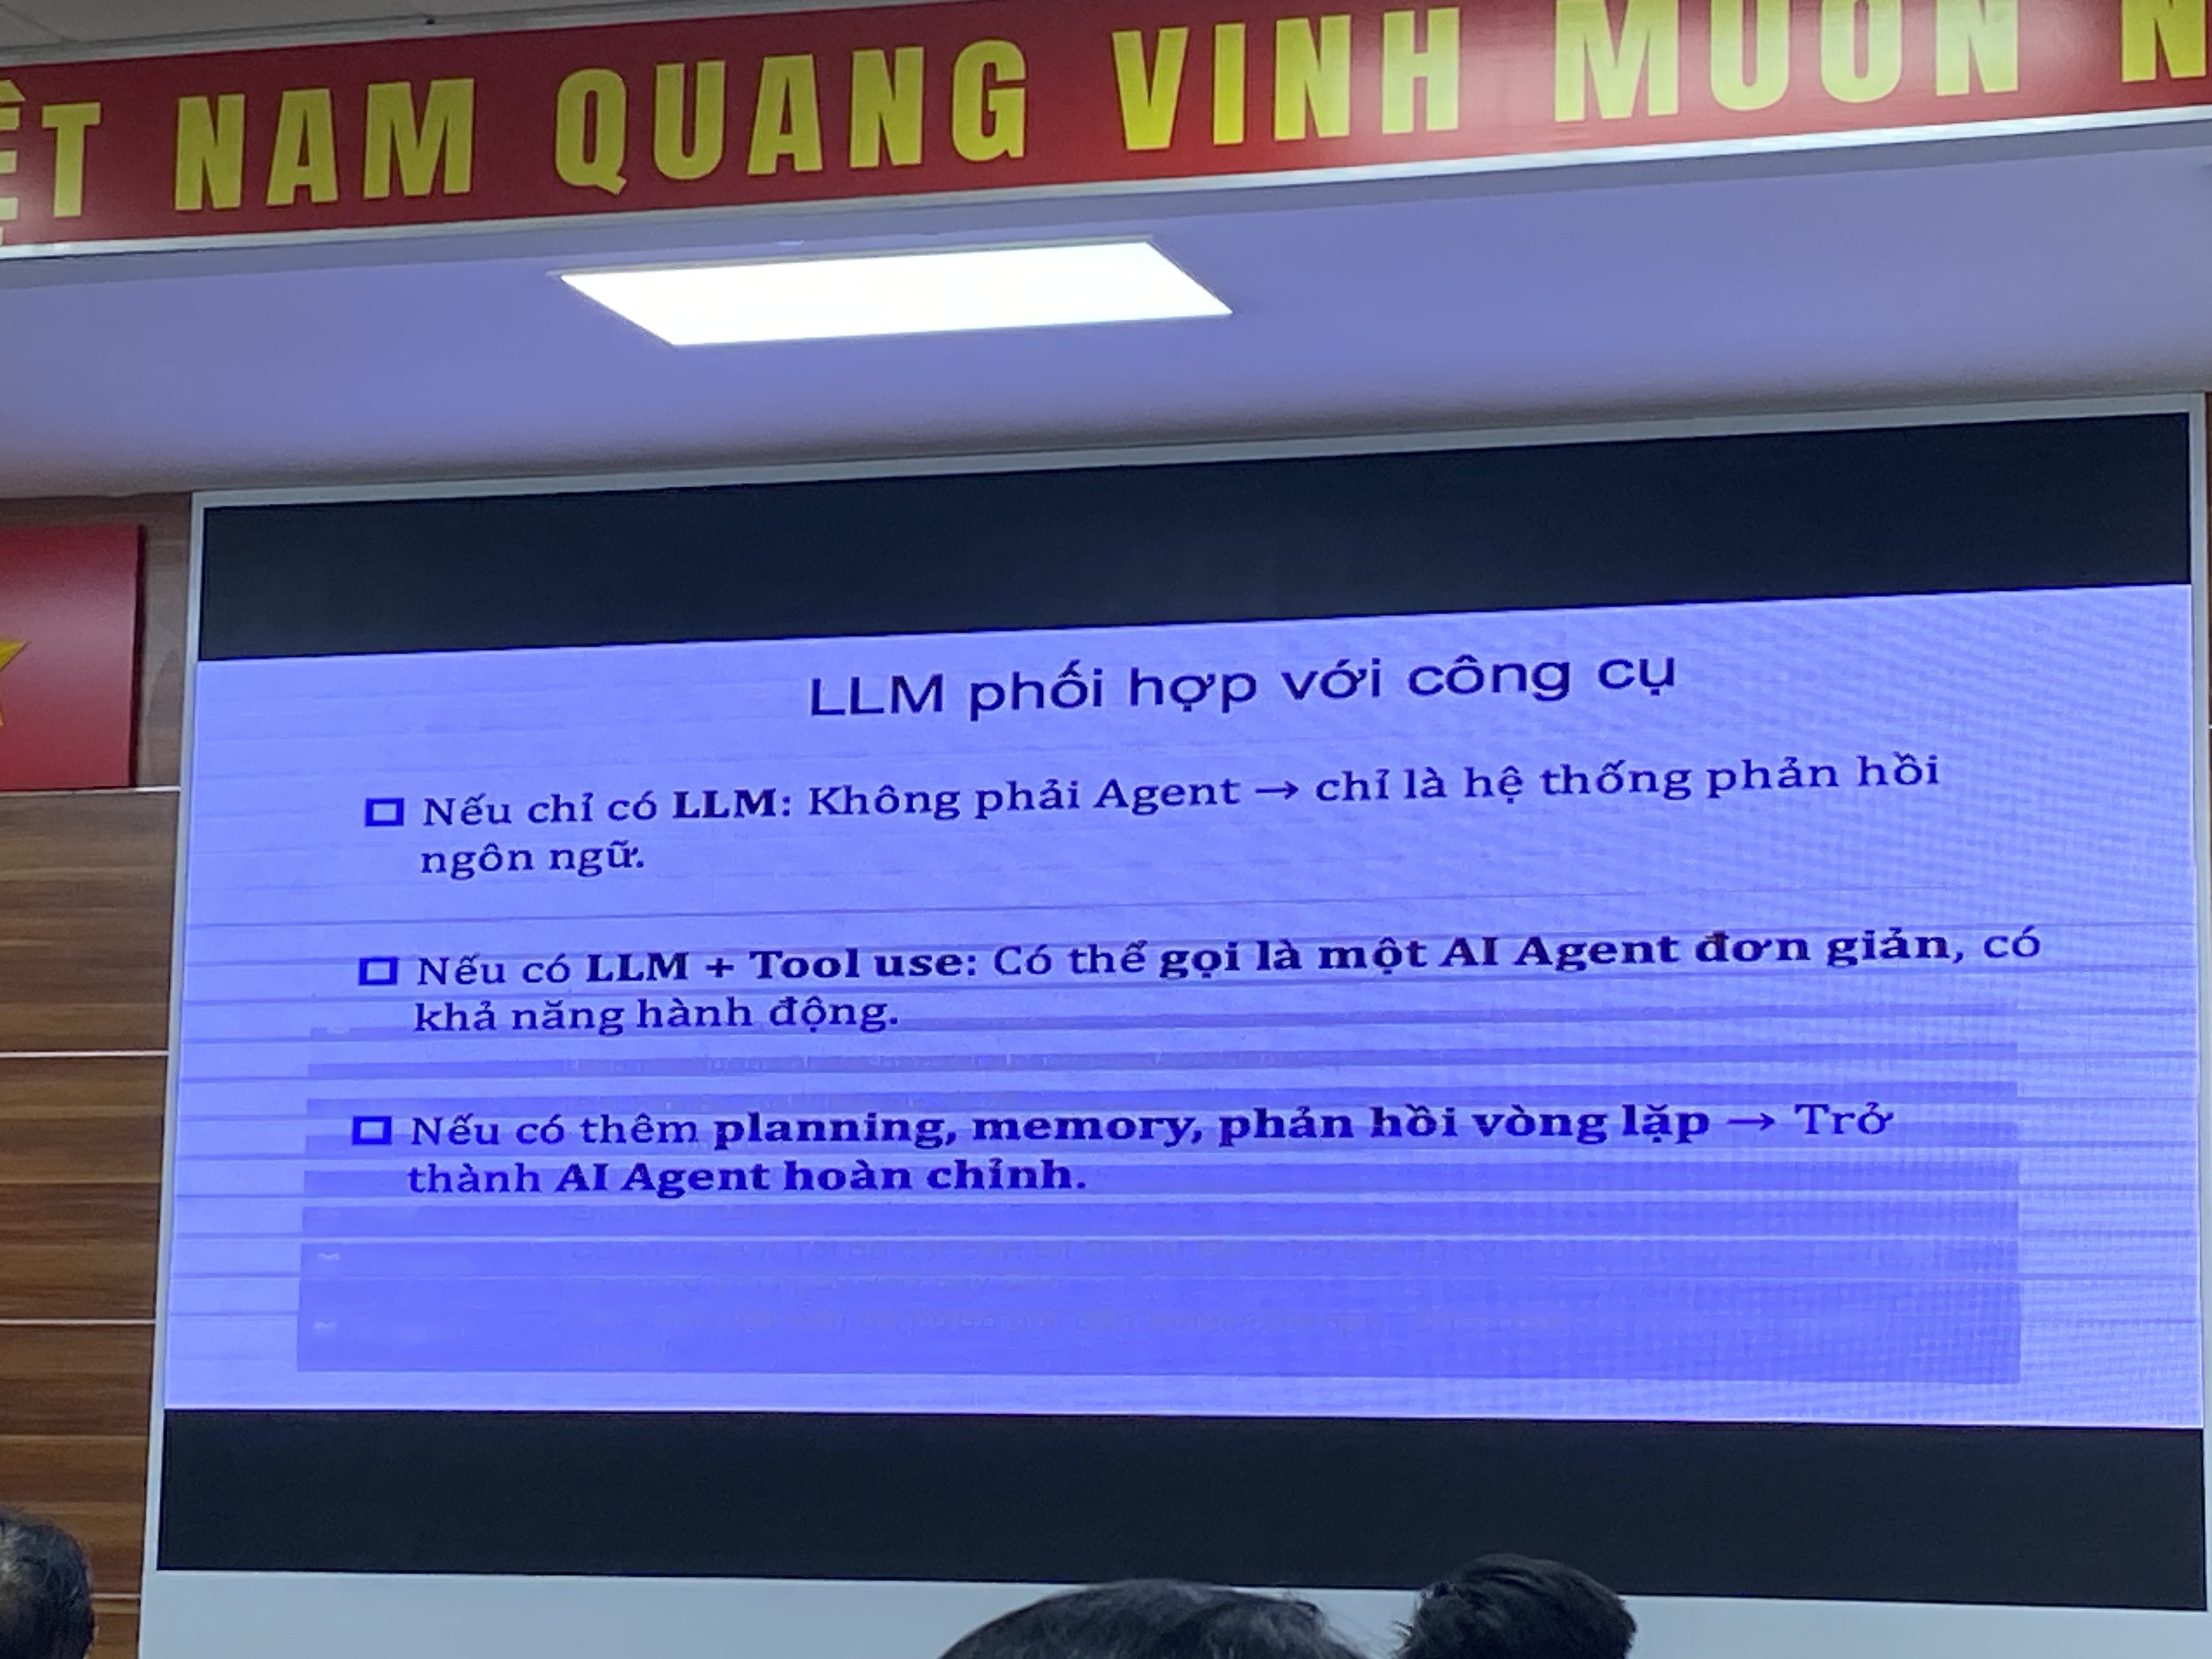 NAM QUANG VINH MUÔN
LLM phối hợp với công cụ
Nếu chỉ có LLM: Không phải Agent → chỉ là hệ thống phản hồi
ngôn ngữ.
Nếu có LLM + Tool use: Có thể gọi là một AI Agent đơn giản, có
khả năng hành động.
Nếu có thêm planning, memory, phản hồi vòng lặp → Trở
thành AI Agent hoàn chỉnh.